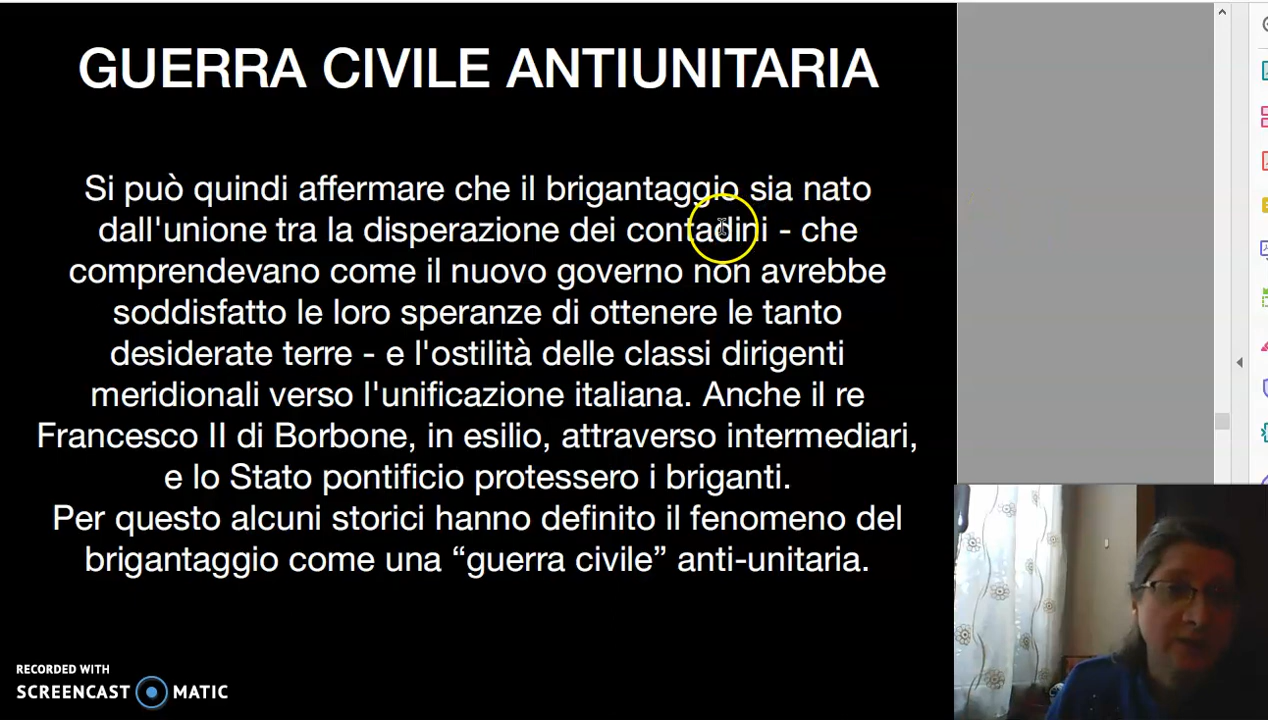 GUERRA CIVILE ANTIUNITARIA
Si può quindi affermare che il brigantaggio sia nato
dall'unione tra la disperazione dei contadini - che
comprendevano come il nuovo governo non avrebbe
soddisfatto le loro speranze di ottenere le tanto
desiderate terre - e l'ostilità delle classi dirigenti
meridionali verso l'unificazione italiana. Anche il re
Francesco II di Borbone, in esilio, attraverso intermediari,
e lo Stato pontificio protessero i briganti.
Per questo alcuni storici hanno definito il fenomeno del
brigantaggio come una “guerra civile” anti-unitaria.
RECORDED WITH
SCREENCAST MATIC